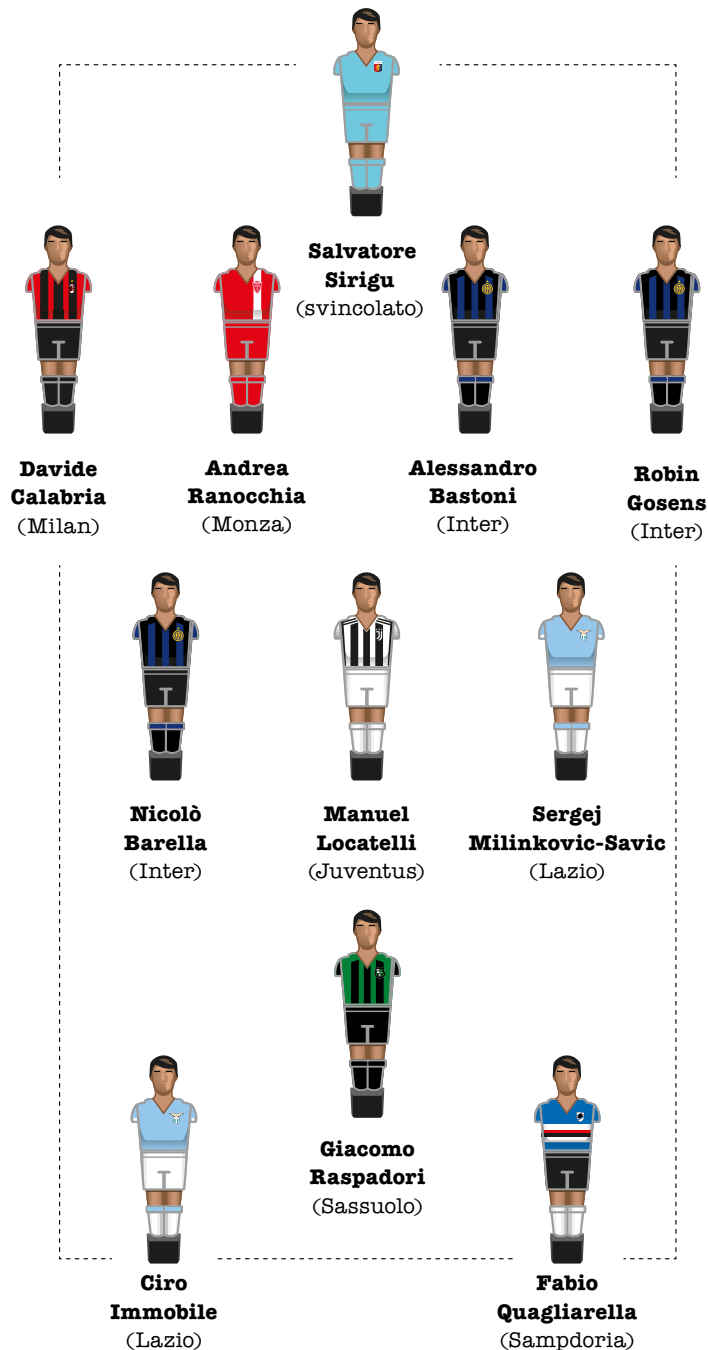 Salvatore
Sirigu
(svincolato)
Davide
Calabria
(Milan)
Andrea
Ranocchia
(Monza)
Alessandro
Bastoni
(Inter)
Robin
Gosens
(Inter)
Nicolò
Barella
(Inter)
Manuel
Locatelli
(Juventus)
Sergej
Milinkovic-Savic
(Lazio)
Giacomo
Raspadori
(Sassuolo)
Ciro
Immobile
(Lazio)
Fabio
Quagliarella
(Sampdoria)